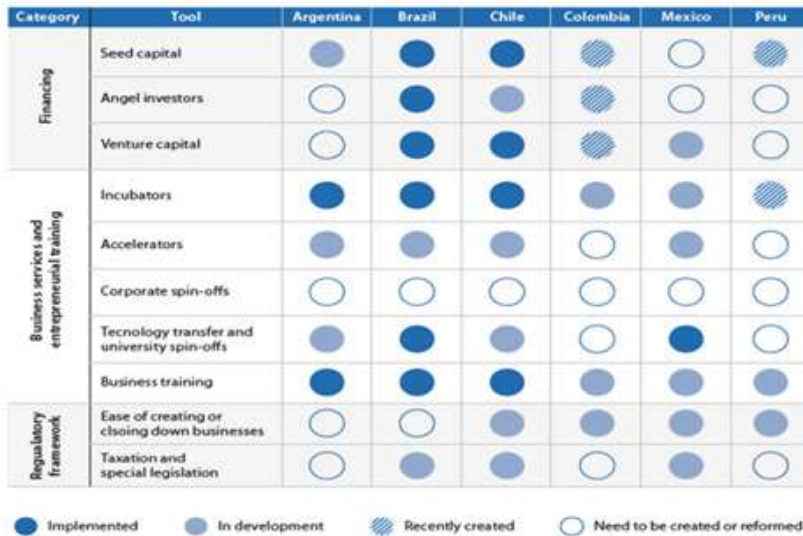 Category Tool Argentina Brazil Chile Colombia Mexico Peru
Financing
Seed capital
Angel investors
Venture capital
Business services and
entrepreneurial training
Incubators
Accelerators
Corporate spin-offs
Tecnology transfer and
university spin-offs
Business training
Regualatory
framework
Ease of creating or
clsoing down businesses
Taxation and
special legislation
Implemented In development Recently created Need to be created or reformed